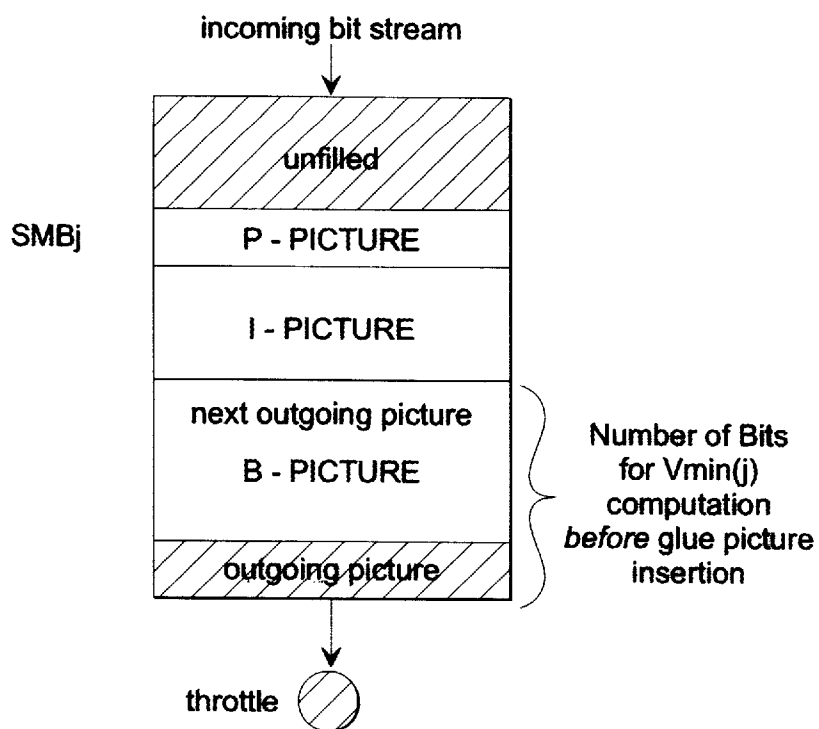 incoming bit stream
unfilled
SMBj
P - PICTURE
I - PICTURE
next outgoing picture
B - PICTURE
Number of Bits
for Vmin(j)
computation
before glue picture
insertion
outgoing picture
throttle